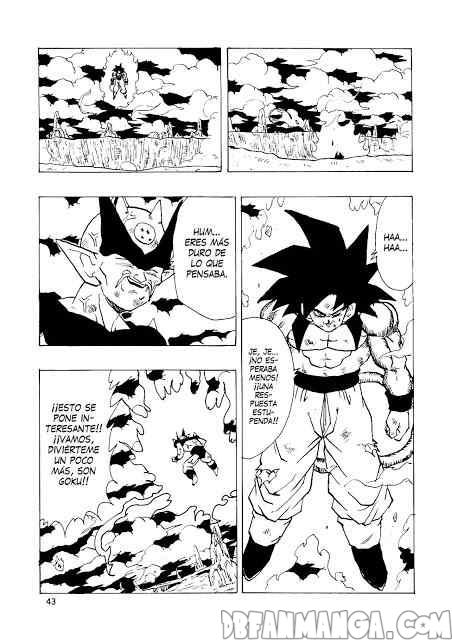 HUM...
ERES MÁS
DURO DE
LO QUE
PENSABA.
HAA...
HAA...
JE, JE...
¡NO ES-
PERABA
MENOS!
¡¡UNA
RES-
PUESTA
ESTU-
PENDA!!
¡¡ESTO SE
PONE IN-
TERESANTE!!
¡¡VAMOS,
DIVIÉRTEME
UN POCO
MÁS, SON
GOKU!!
43
DBFANMANGA.COM